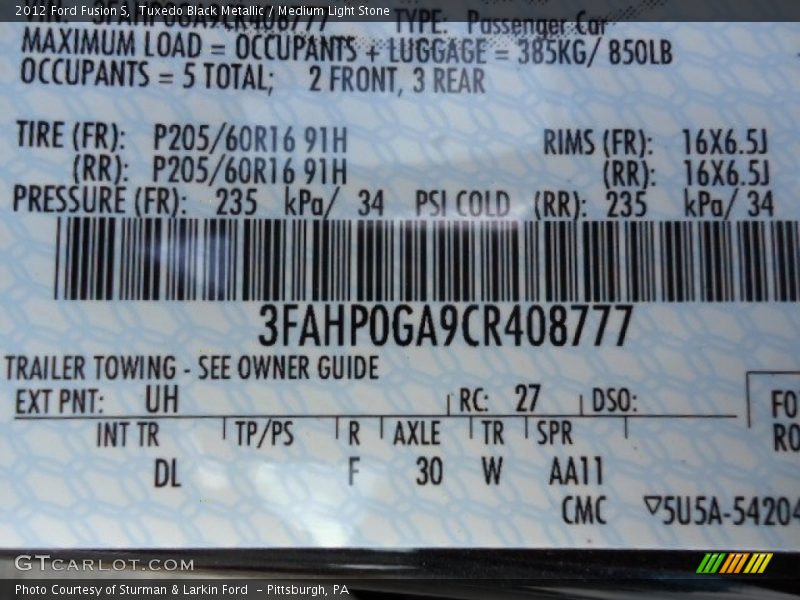 2012 Ford Fusion S,  Tuxedo Black Metallic / Medium Light Stone
VIN: 3FAHP0GA9CR408777 TYPE: Passenger Car
MAXIMUM LOAD = OCCUPANTS + LUGGAGE = 385KG/ 850LB
OCCUPANTS = 5 TOTAL; 2 FRONT, 3 REAR
TIRE (FR): P205/60R16 91H RIMS (FR): 16X6.5J
(RR): P205/60R16 91H (RR): 16X6.5J
PRESSURE (FR): 235 kPa/ 34 PSI COLD (RR): 235 kPa/ 34
3FAHP0GA9CR408777
TRAILER TOWING - SEE OWNER GUIDE
EXT PNT: UH RC: 27 DSO:
FO
INT TR TP/PS R AXLE TR SPR
RO
DL F 30 W AA11
CMC ▽5U5A-54204
GTCARLOT.COM
Photo Courtesy of Sturman & Larkin Ford  - Pittsburgh, PA